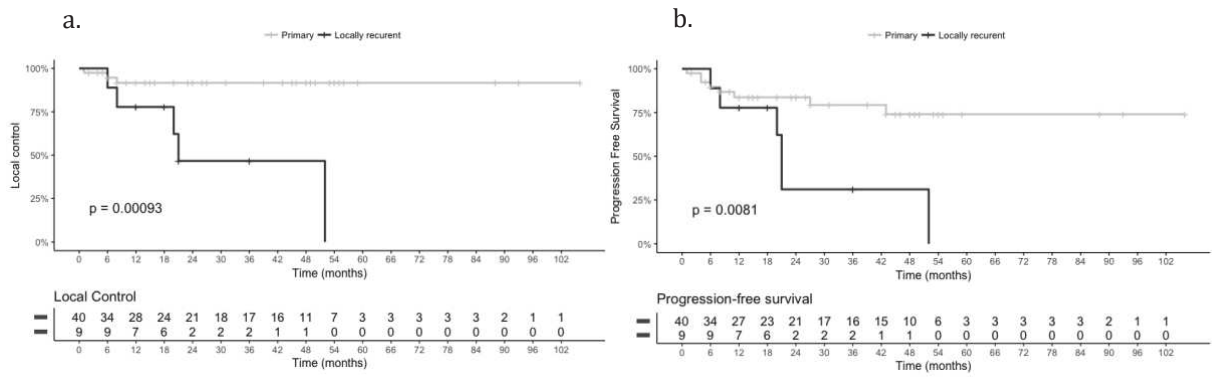 a.
Primary Locally recurent
100%
75%
50%
25%
0%
Local control
p = 0.00093
0 6 12 18 24 30 36 42 48 54 60 66 72 78 84 90 96 102
Time (months)
Local Control
40 34 28 24 21 18 17 16 11 7 3 3 3 3 3 2 1 1
9 9 7 6 2 2 2 1 1 0 0 0 0 0 0 0 0 0
0 6 12 18 24 30 36 42 48 54 60 66 72 78 84 90 96 102
Time (months)
b.
Primary Locally recurent
100%
75%
50%
25%
0%
Progression Free Survival
p = 0.0081
0 6 12 18 24 30 36 42 48 54 60 66 72 78 84 90 96 102
Time (months)
Progression-free survival
40 34 27 23 21 17 16 15 10 6 3 3 3 3 3 2 1 1
9 9 7 6 2 2 2 1 1 0 0 0 0 0 0 0 0 0
0 6 12 18 24 30 36 42 48 54 60 66 72 78 84 90 96 102
Time (months)